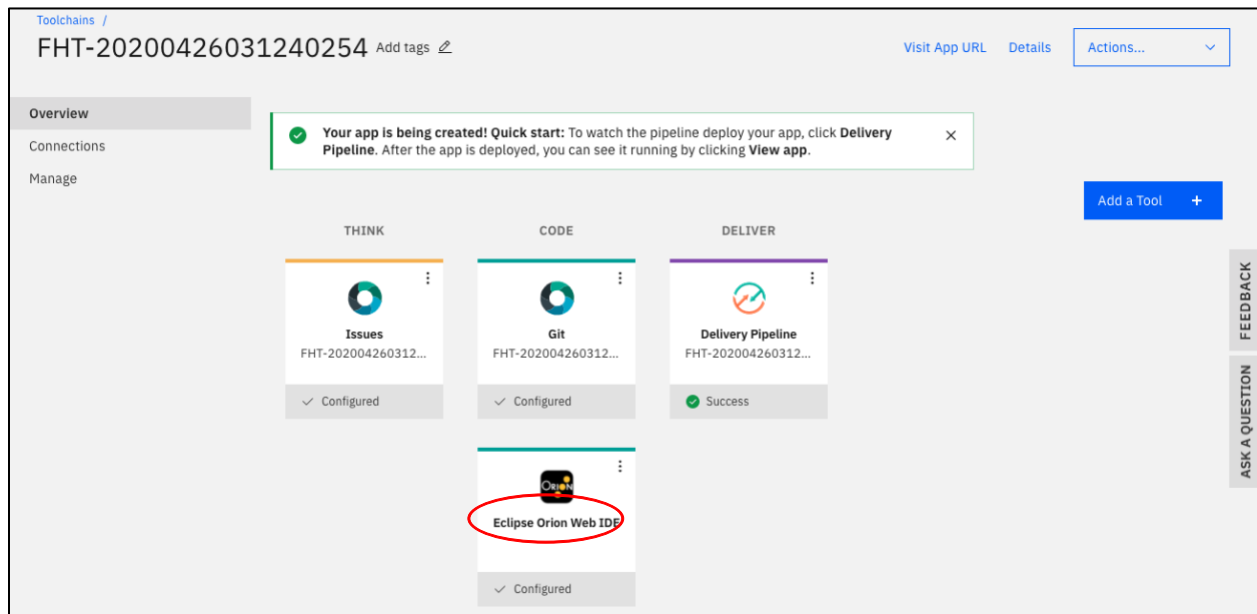 Toolchains /
FHT-20200426031240254 Add tags
Visit App URL Details Actions...
Overview
Connections
Manage
Your app is being created! Quick start: To watch the pipeline deploy your app, click Delivery
Pipeline. After the app is deployed, you can see it running by clicking View app.
Add a Tool +
THINK CODE DELIVER
Issues
FHT-202004260312...
Configured
Git
FHT-202004260312...
Configured
Delivery Pipeline
FHT-202004260312...
Success
ORION
Eclipse Orion Web IDE
Configured
FEEDBACK
ASK A QUESTION